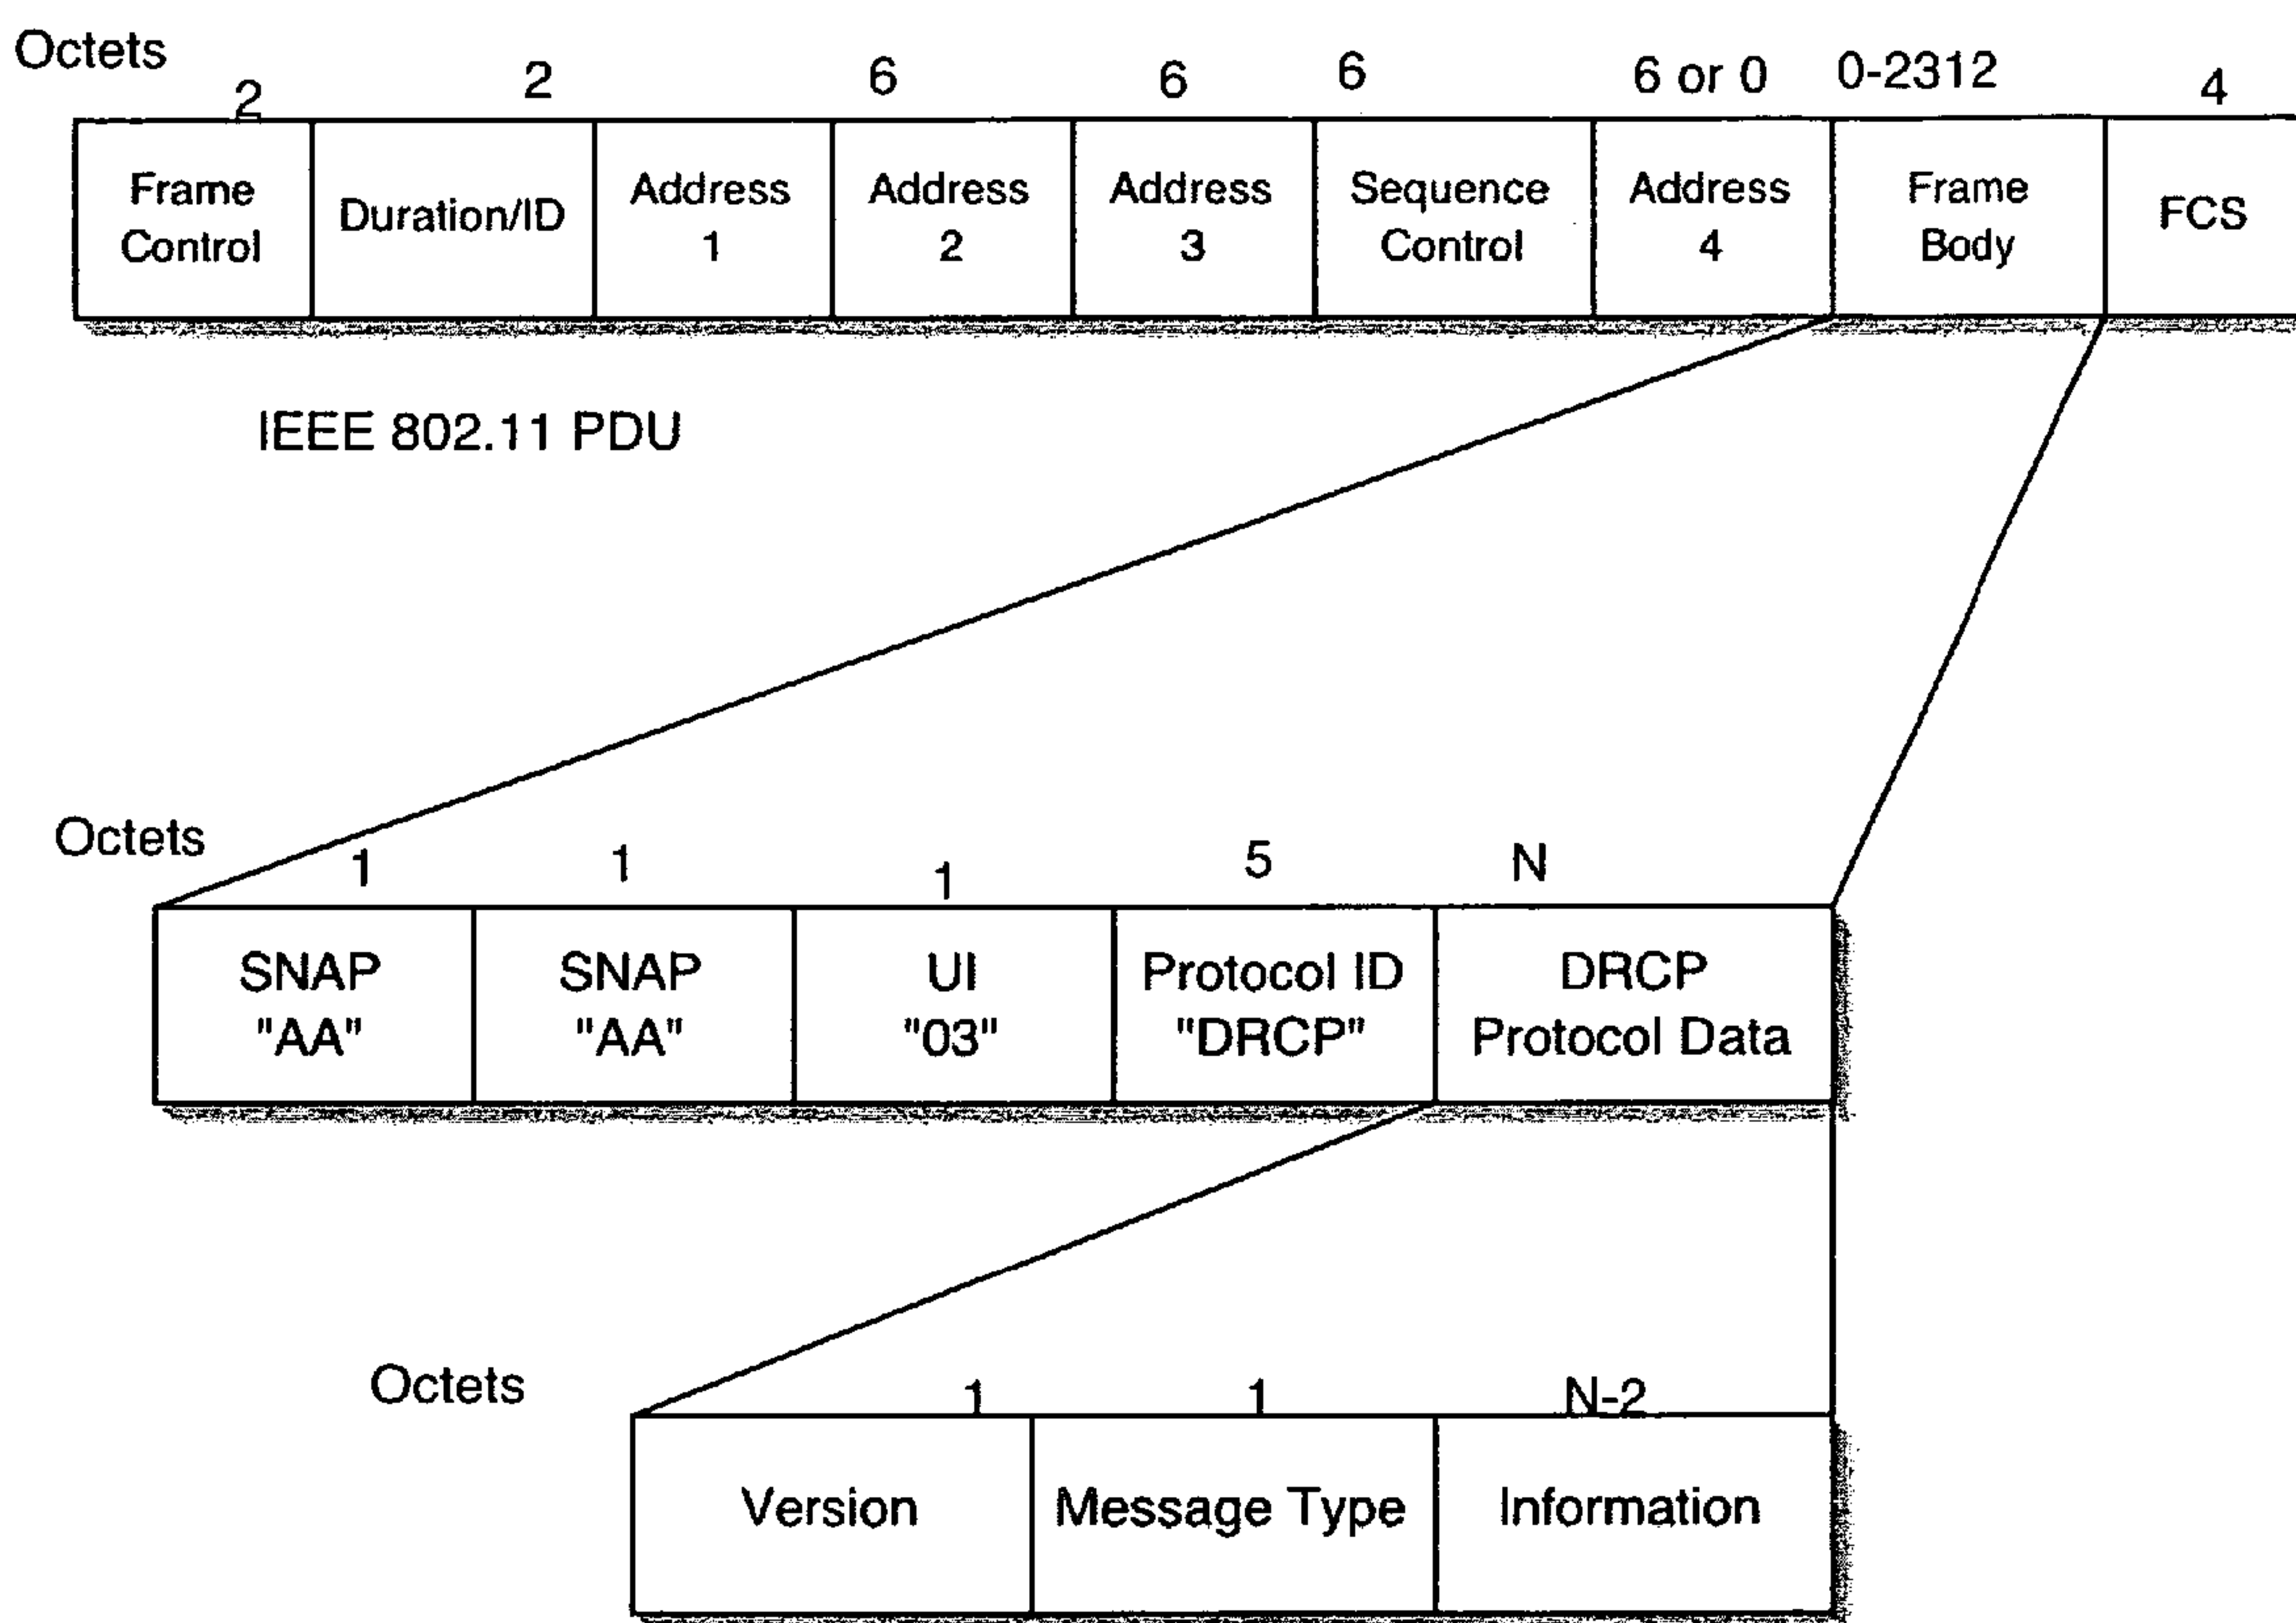 Octets
2 2 6 6 6 6 or 0 0-2312 4
Frame Control
Duration/ID
Address 1
Address 2
Address 3
Sequence Control
Address 4
Frame Body
FCS
IEEE 802.11 PDU
Octets
1 1 1 5 N
SNAP "AA"
SNAP "AA"
UI "03"
Protocol ID "DRCP"
DRCP Protocol Data
Octets
1 1 N-2
Version
Message Type
Information